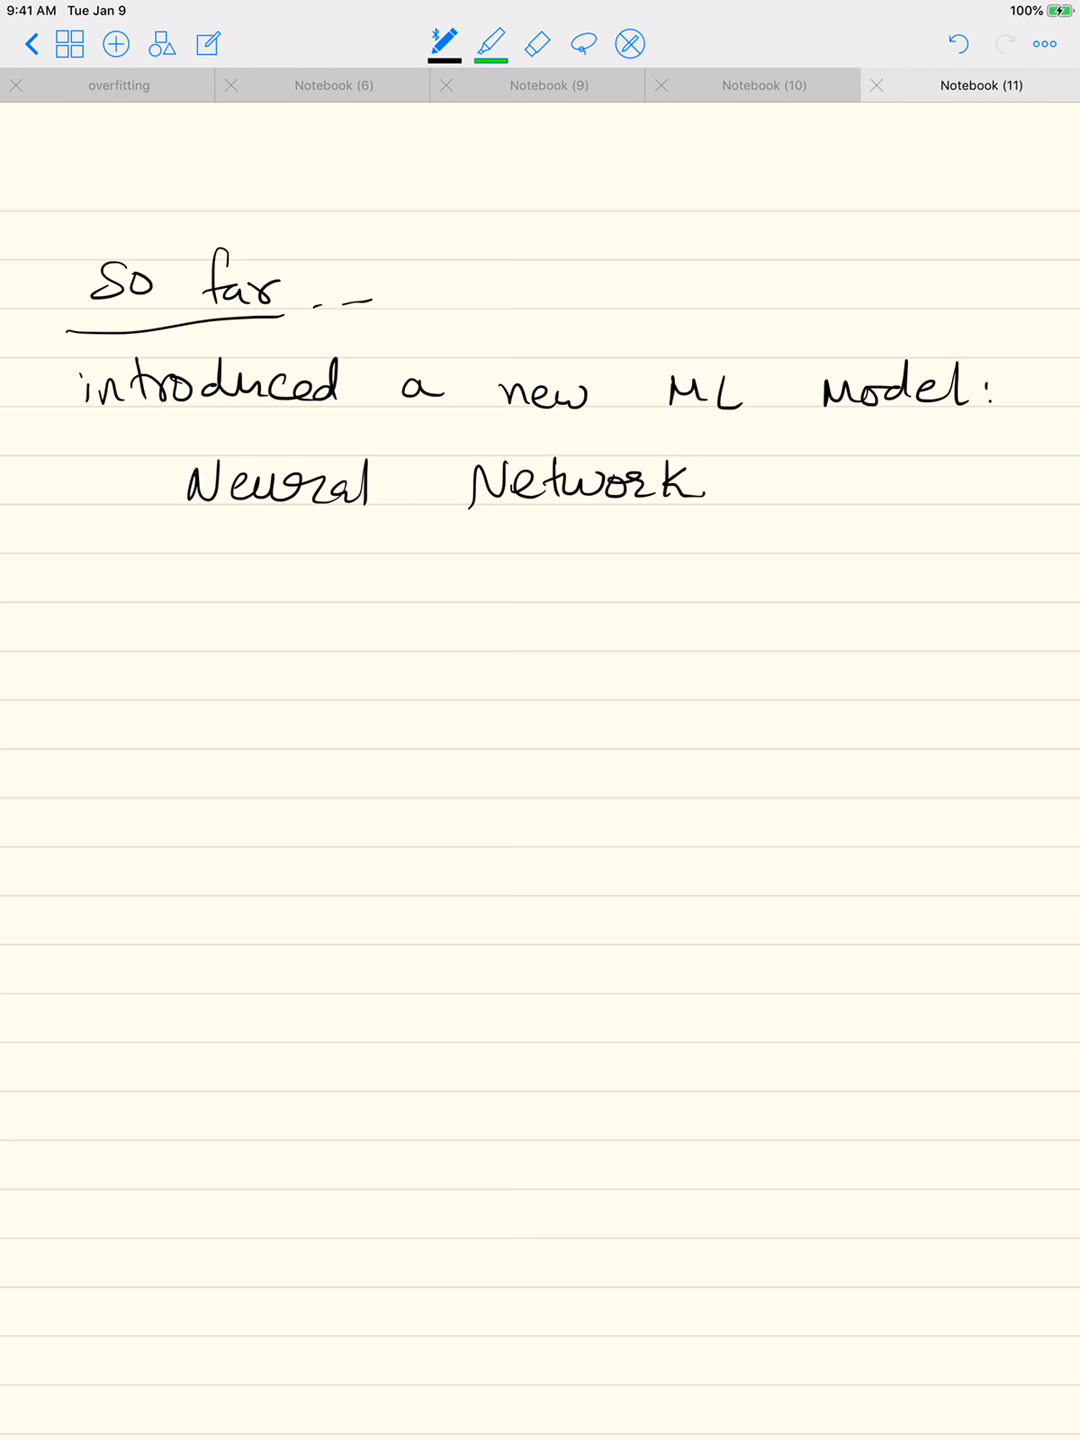 9:41 AM Tue Jan 9 100%
overfitting Notebook (6) Notebook (9) Notebook (10) Notebook (11)
So far . --
introduced a new ML Model:
Neural Network